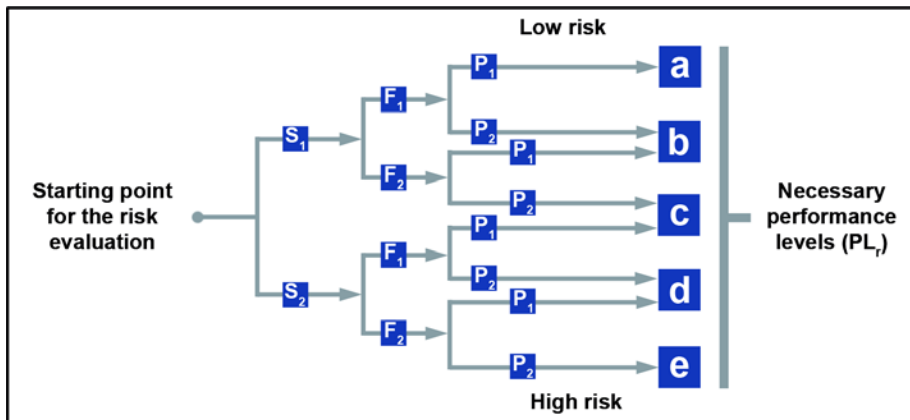 Low risk
P1
a
F1
P2
b
S1
P1
F2
Starting point
for the risk
evaluation
P2
c
Necessary
performance
levels (PLr)
P1
F1
P2
d
S2
P1
F2
P2
e
High risk